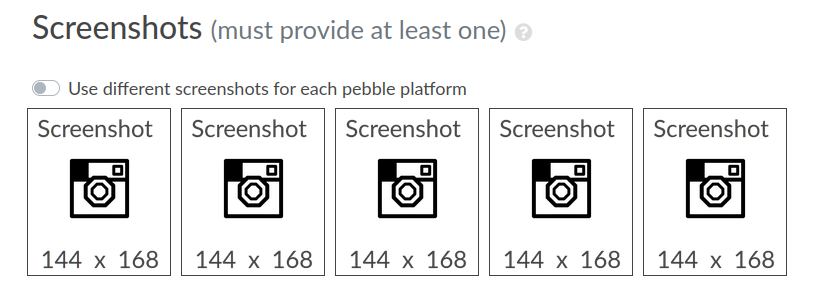 Screenshots (must provide at least one) ?
Use different screenshots for each pebble platform
Screenshot Screenshot Screenshot Screenshot Screenshot
144 x 168 144 x 168 144 x 168 144 x 168 144 x 168